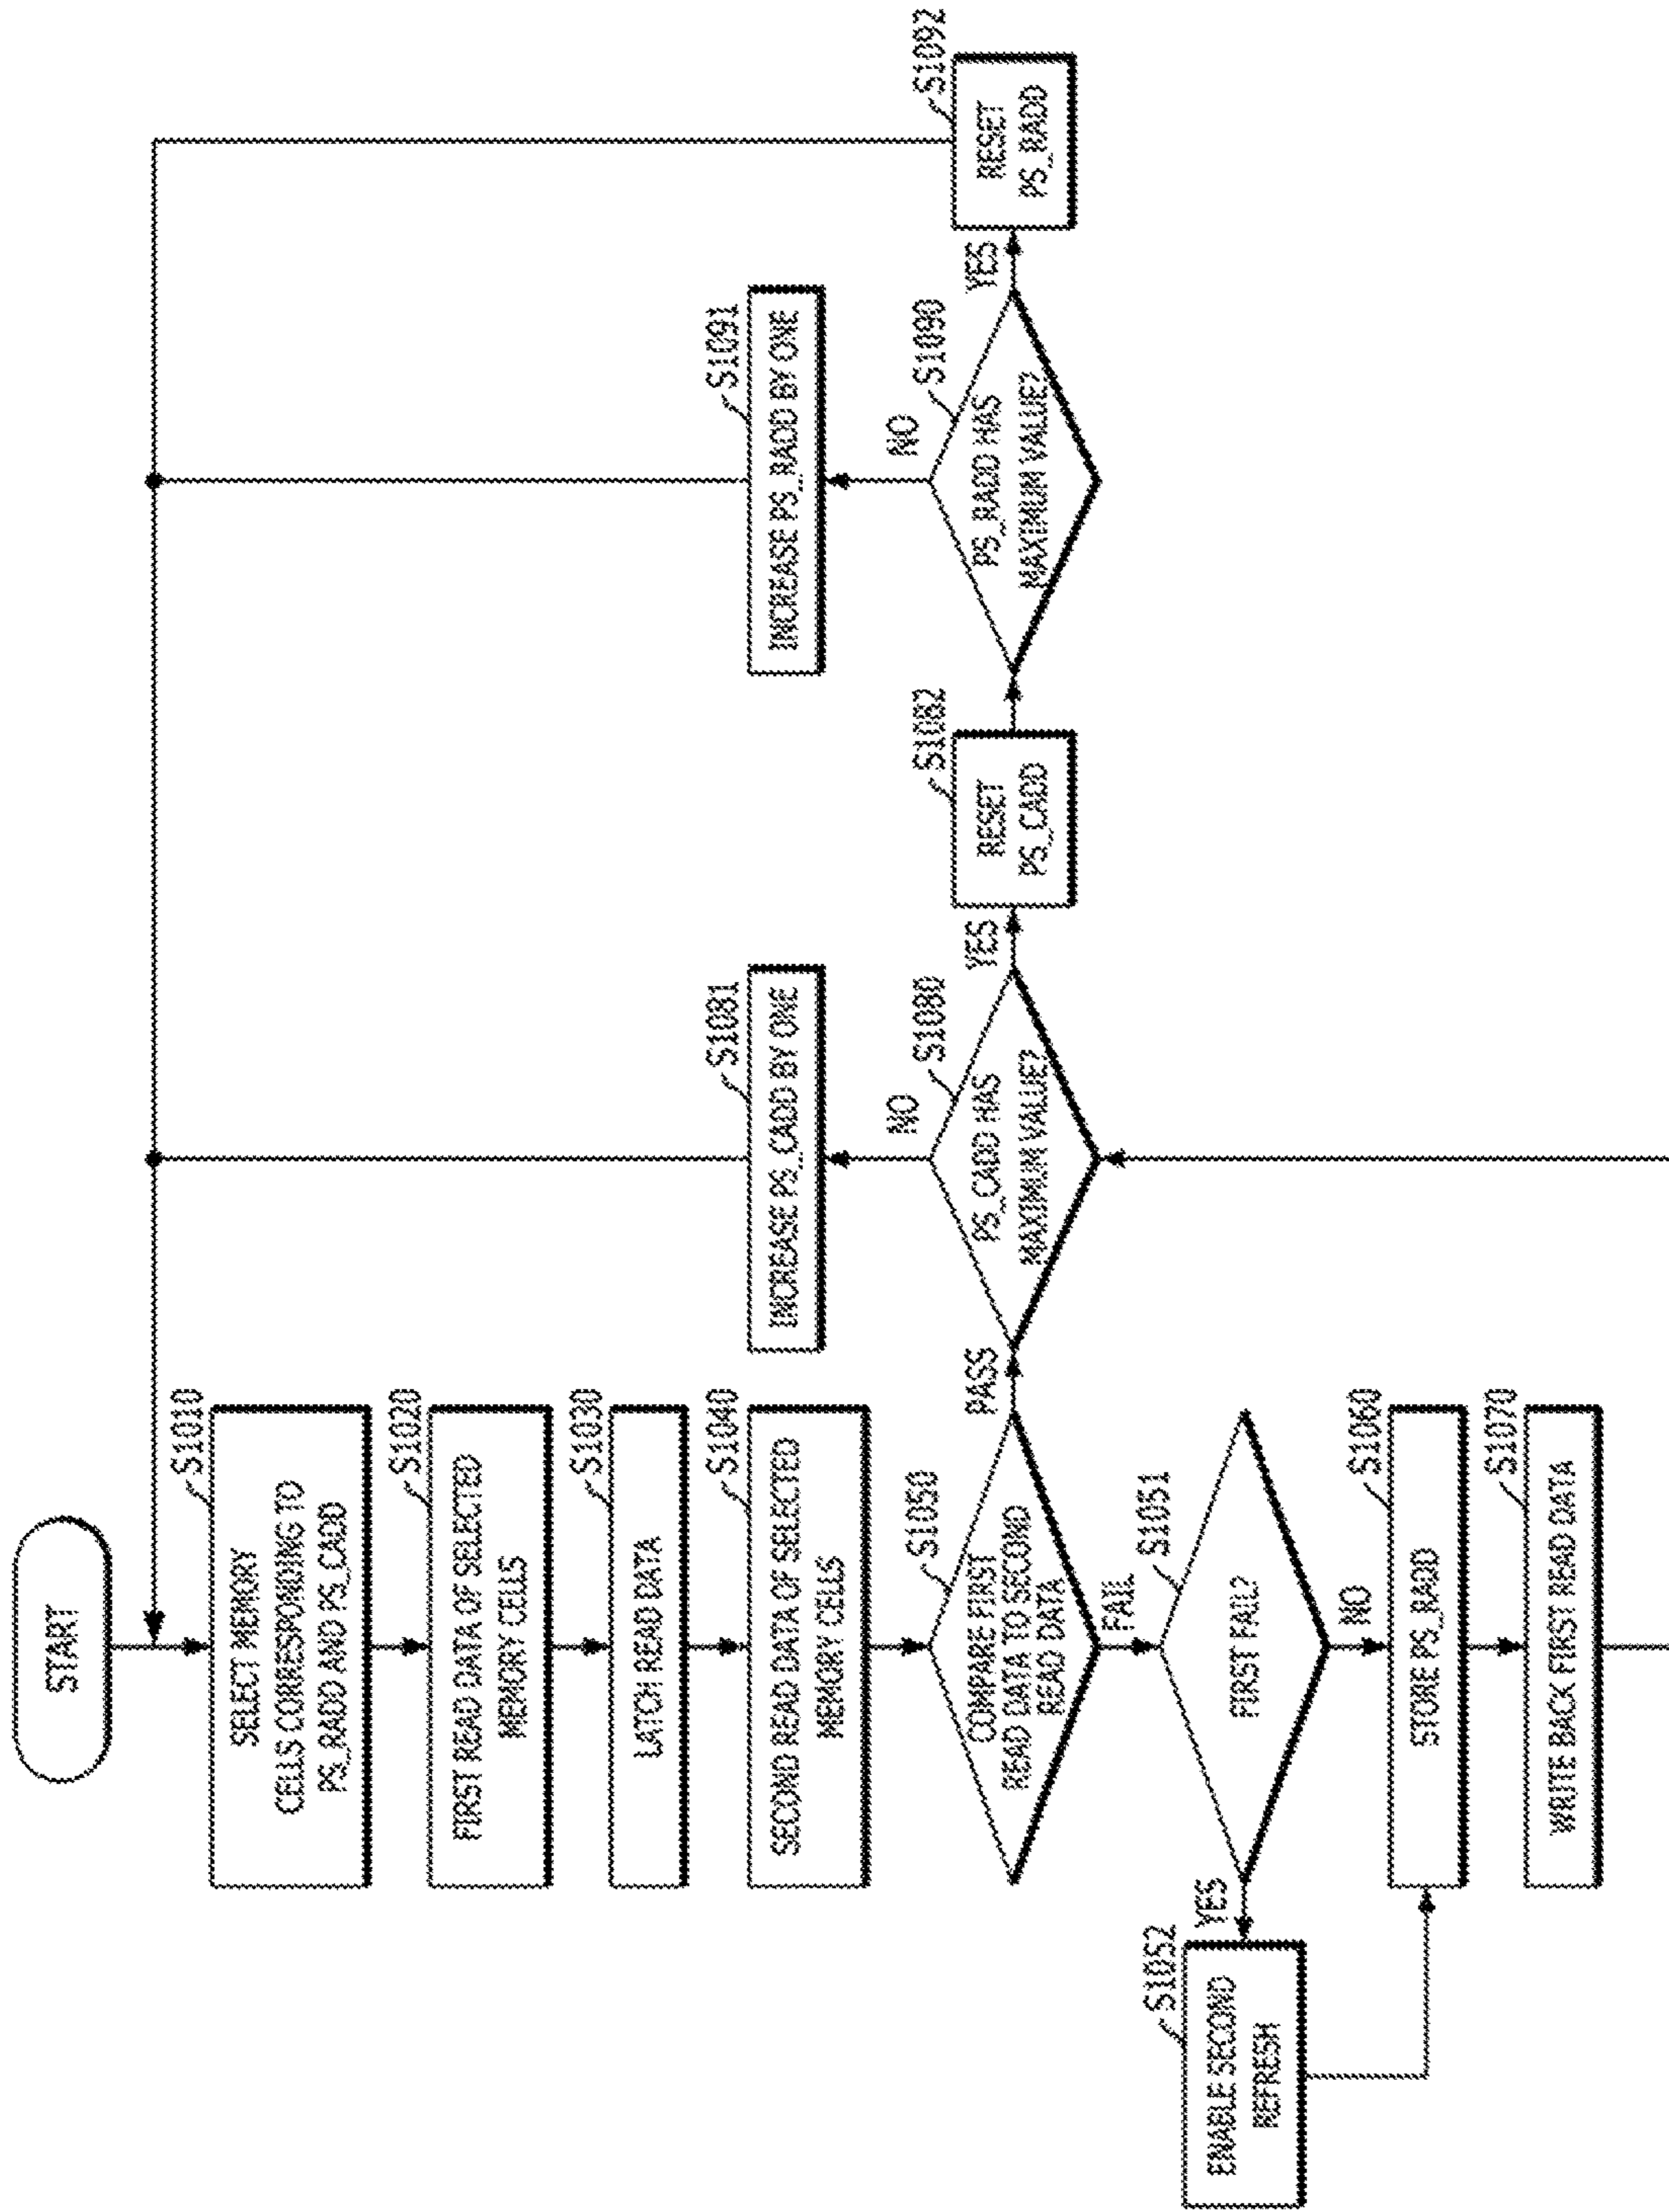 START
S1010
SELECT MEMORY
CELLS CORESPONDING TO
PS_RADD AND PS_CADD
S1020
FIRST READ DATA OF SELECTED
MEMORY CELLS
S1030
LATCH READ DATA
S1040
SECOND READ DATA OF SELECTED
MEMORY CELLS
S1050
COMPARE FIRST
READ DATA TO SECOND
READ DATA
PASS
FAIL
S1051
FIRST FAIL?
YES
NO
S1052
ENABLE SECOND
REFRESH
S1060
STORE PS_RADD
S1070
WRITE BACK FIRST READ DATA
S1080
PS_CADD HAS
MAXIMUM VALUE?
NO
YES
S1081
INCREASE PS_CADD BY ONE
S1082
RESET
PS_CADD
S1090
PS_RADD HAS
MAXIMUM VALUE?
NO
YES
S1091
INCREASE PS_RADD BY ONE
S1092
RESET
PS_RADD